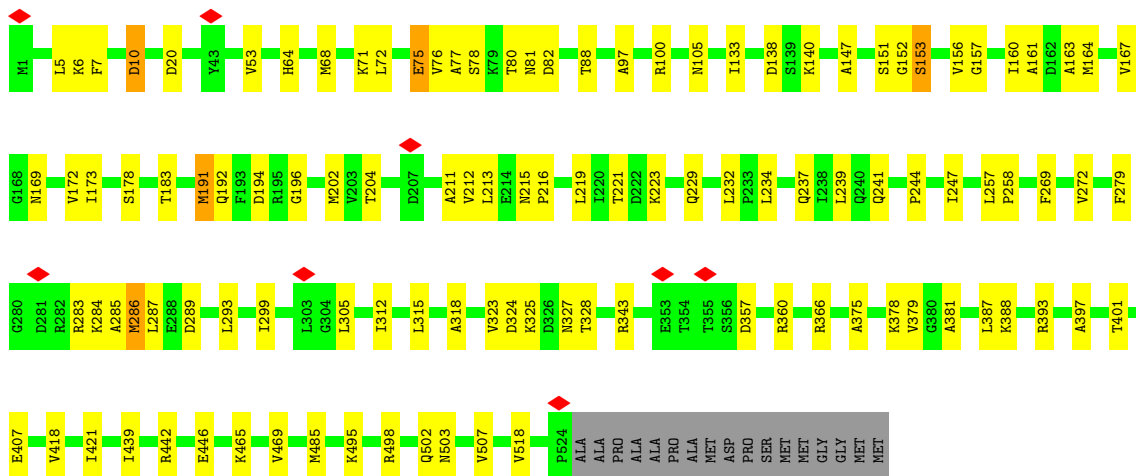 M1 Y43 L5 K6 F7 D10 D20 V53 H64 M68 K71 L72 E75 V76 A77 S78 K79 T80 N81 D82 T88 A97 R100 N105 I133 D138 S139 K140 A147 S151 G152 S153 V156 G157 I160 A161 D162 A163 M164 V167
G168 N169 V172 I173 S178 T183 M191 Q192 F193 D194 R195 G196 M202 V203 T204 D207 A211 V212 L213 E214 N215 P216 L219 I220 T221 D222 K223 Q229 L232 P233 L234 Q237 I238 L239 Q240 Q241 P244 I247 L257 P258 F269 V272 F279
G280 D281 R282 R283 K284 A285 M286 L287 E288 D289 L293 I299 L303 G304 L305 I312 L315 A318 V323 D324 K325 D326 N327 T328 R343 E353 T354 T355 S356 D357 R360 R366 A375 K378 V379 G380 A381 L387 K388 R393 A397 T401
E407 V418 I421 I439 R442 E446 K465 V469 M485 K495 R498 Q502 N503 V507 V518 P524 ALA ALA PRO ALA ALA PRO ALA MET ASP PRO SER MET MET GLY GLY MET MET